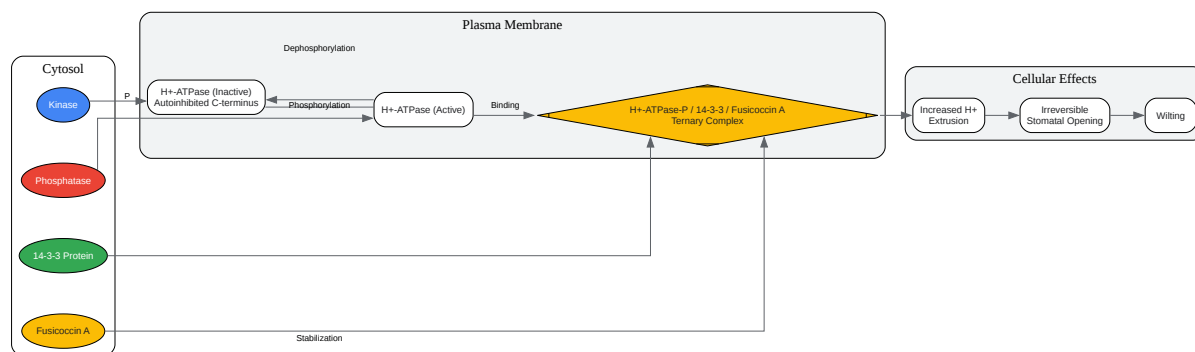 Plasma Membrane
Dephosphorylation
Cytosol
Cellular Effects
Kinase
P
H+-ATPase (Inactive)
Autoinhibited C-terminus
Phosphorylation
H+-ATPase (Active)
Binding
H+-ATPase-P / 14-3-3 / Fusicoccin A
Ternary Complex
Increased H+
Extrusion
Irreversible
Stomatal Opening
Wilting
Phosphatase
14-3-3 Protein
Fusicoccin A
Stabilization